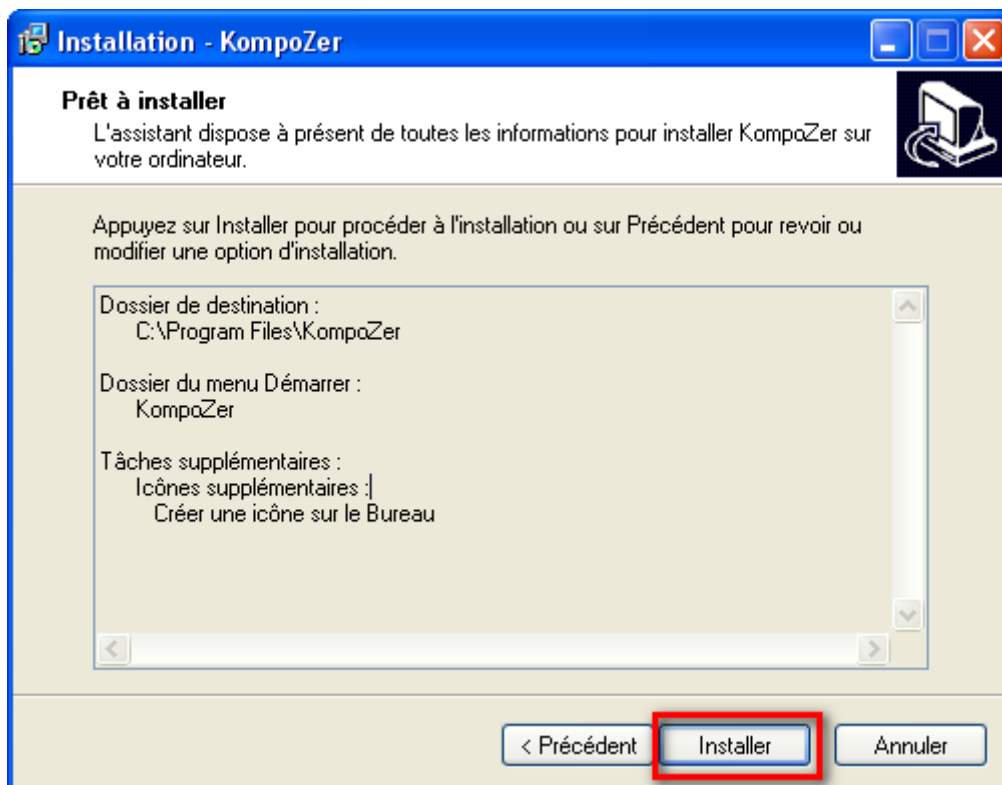 Installation - KompoZer
Prêt à installer
L'assistant dispose à présent de toutes les informations pour installer KompoZer sur
votre ordinateur.
Appuyez sur Installer pour procéder à l'installation ou sur Précédent pour revoir ou
modifier une option d'installation.
Dossier de destination :
C:\Program Files\KompoZer
Dossier du menu Démarrer :
KompoZer
Tâches supplémentaires :
Icônes supplémentaires :
Créer une icône sur le Bureau
< Précédent
Installer
Annuler